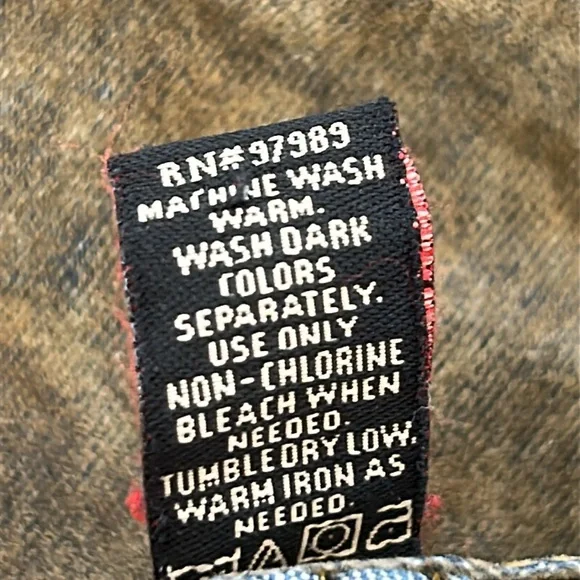 RN# 97989
MACHINE WASH
WARM.
WASH DARK
COLORS
SEPARATELY.
USE ONLY
NON-CHLORINE
BLEACH WHEN
NEEDED.
TUMBLE DRY LOW.
WARM IRON AS
NEEDED.